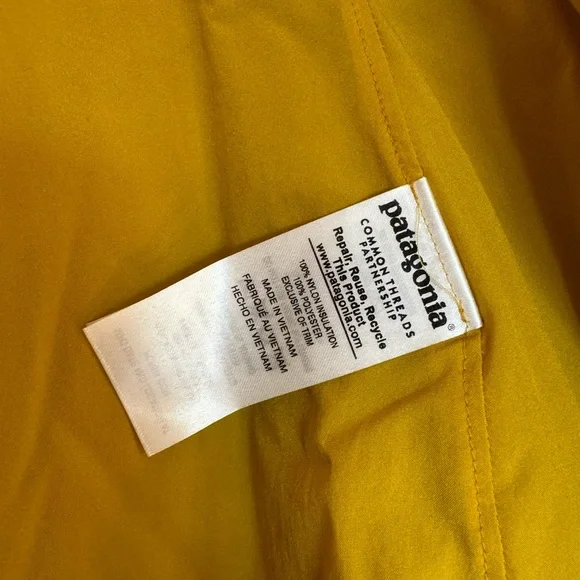 patagonia®
COMMON THREADS
PARTNERSHIP
Repair, Reuse, Recycle
This Product
www.patagonia.com
100% NYLON INSULATION
100% POLYESTER
EXCLUSIVE OF TRIM
MADE IN VIETNAM
FABRIQUÉ AU VIETNAM
HECHO EN VIETNAM